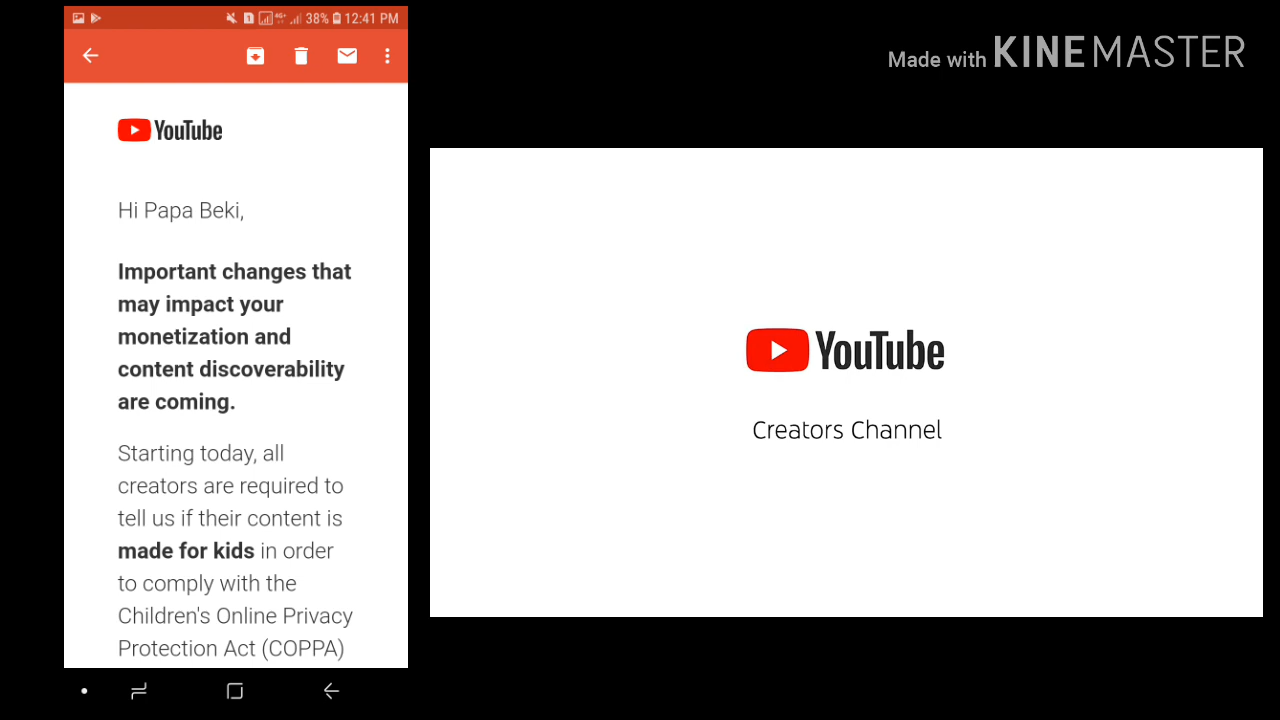 38% 12:41 PM
YouTube
Hi Papa Beki,
Important changes that
may impact your
monetization and
content discoverability
are coming.
Starting today, all
creators are required to
tell us if their content is
made for kids in order
to comply with the
Children's Online Privacy
Protection Act (COPPA)
Made with KINEMASTER
YouTube
Creators Channel